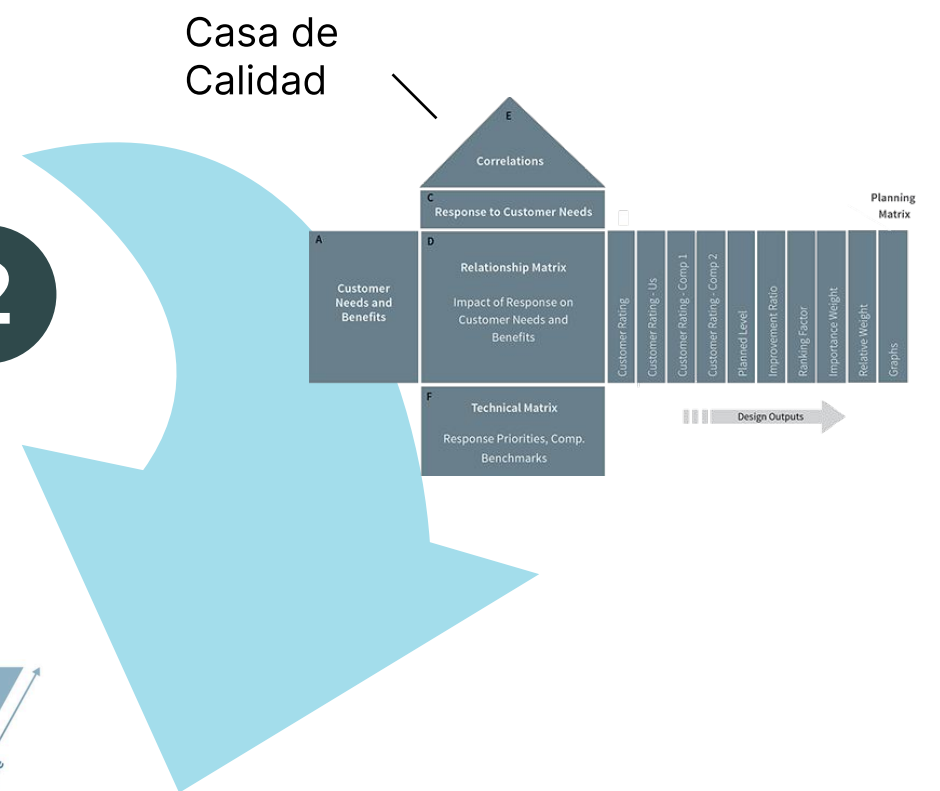 Casa de
Calidad
E
Correlations
C
Response to Customer Needs
Planning
Matrix
A
Customer
Needs and
Benefits
D
Relationship Matrix
Impact of Response on
Customer Needs and
Benefits
Customer Rating
Customer Rating - Us
Customer Rating - Comp 1
Customer Rating - Comp 2
Planned Level
Improvement Ratio
Ranking Factor
Importance Weight
Relative Weight
Graphs
2
F
Technical Matrix
Response Priorities, Comp.
Benchmarks
Design Outputs